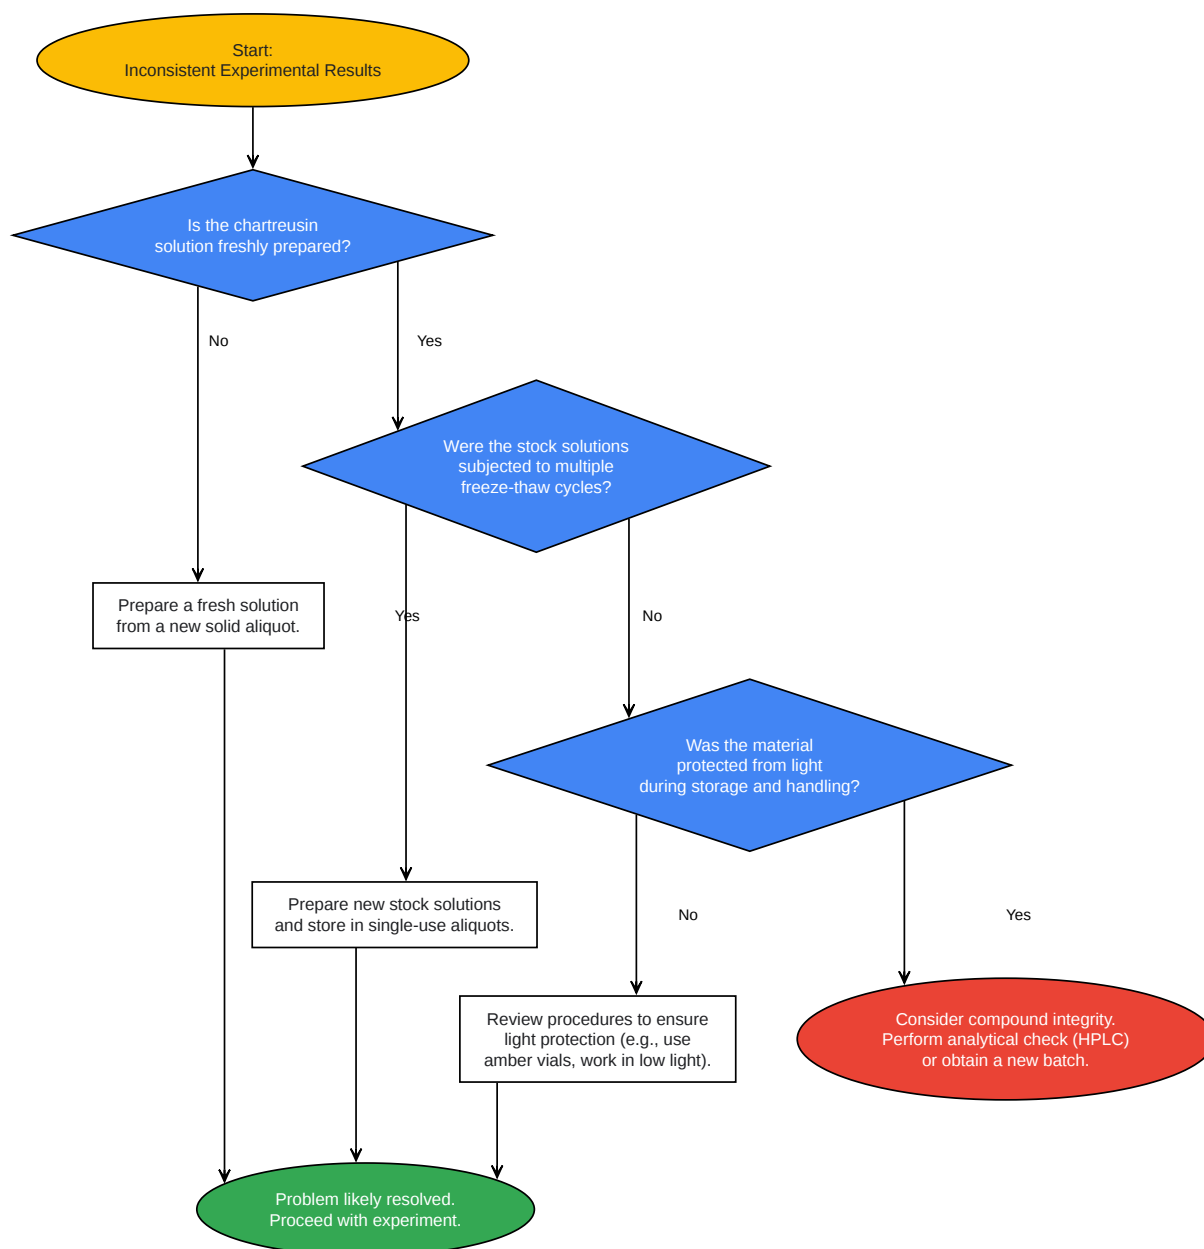 Start:
Inconsistent Experimental Results
Is the chartreusin
solution freshly prepared?
No
Yes
Were the stock solutions
subjected to multiple
freeze-thaw cycles?
Prepare a fresh solution
from a new solid aliquot.
Yes
No
Was the material
protected from light
during storage and handling?
Prepare new stock solutions
and store in single-use aliquots.
No
Yes
Review procedures to ensure
light protection (e.g., use
amber vials, work in low light).
Consider compound integrity.
Perform analytical check (HPLC)
or obtain a new batch.
Problem likely resolved.
Proceed with experiment.